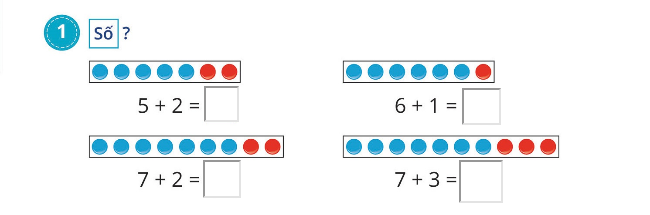 1 Số ?
5 + 2 =
6 + 1 =
7 + 2 =
7 + 3 =